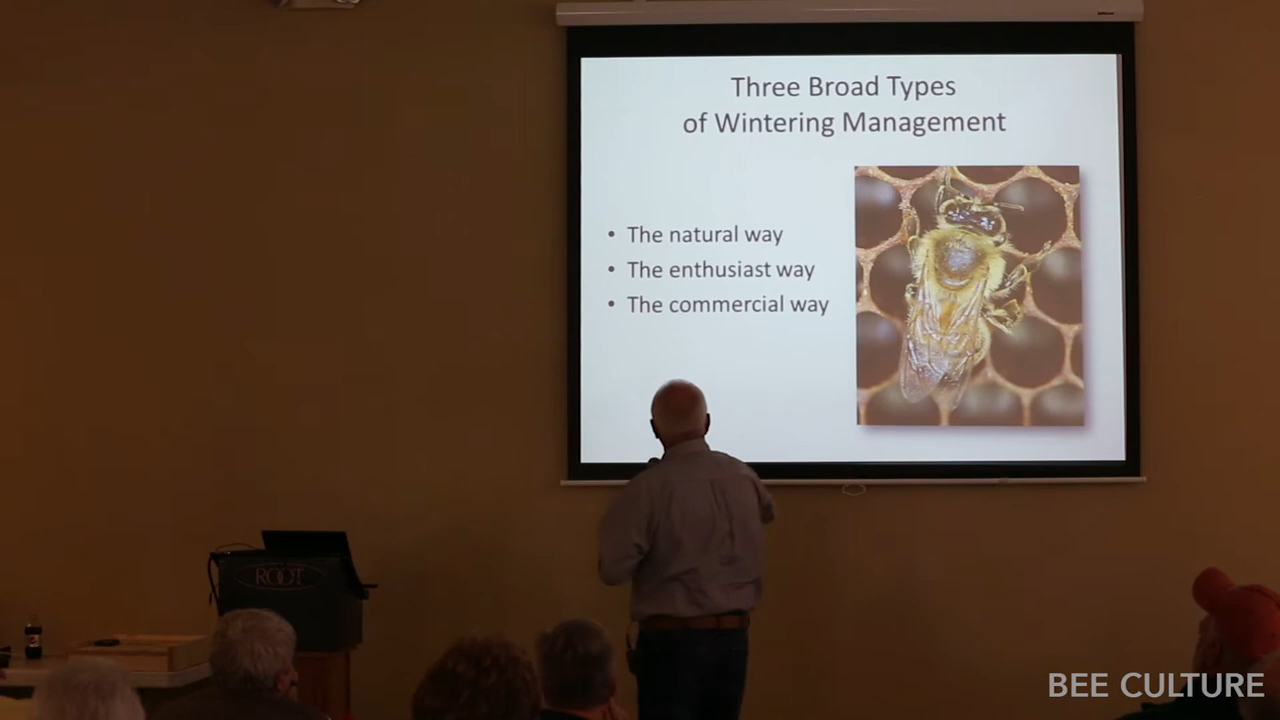 Three Broad Types
of Wintering Management
• The natural way
• The enthusiast way
• The commercial way
ROOT
BEE CULTURE